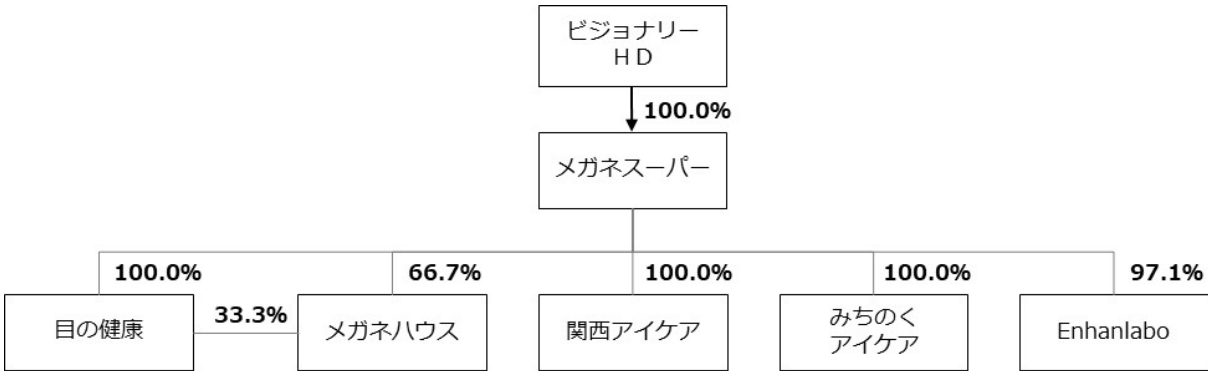 ビジョナリー
ＨＤ
100.0%
メガネスーパー
100.0%
66.7%
100.0%
100.0%
97.1%
目の健康
33.3%
メガネハウス
関西アイケア
みちのく
アイケア
Enhanlabo